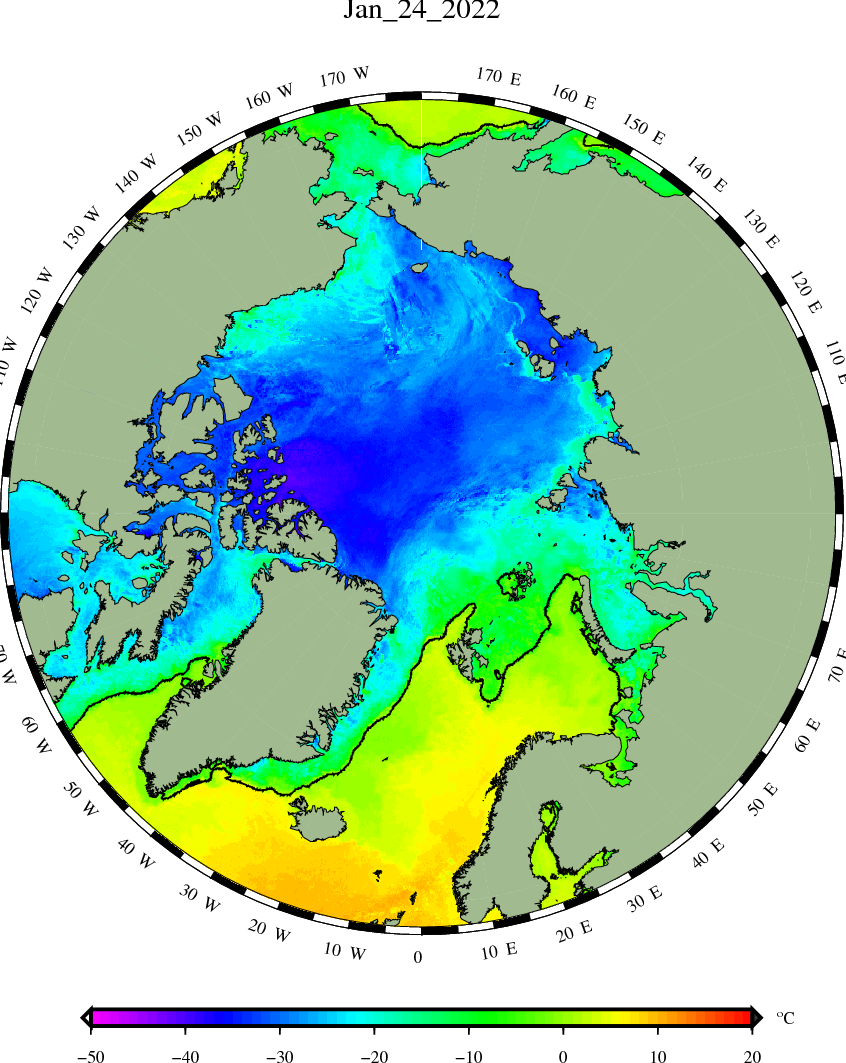 Jan_24_2022
170 W
170 E
160 W
160 E
150 W
150 E
140 W
140 E
130 W
130 E
120 W
120 E
110 W
110 E
70 W
70 E
60 W
60 E
50 W
50 E
40 W
40 E
30 W
30 E
20 W
20 E
10 W
10 E
0
°C
−50 −40 −30 −20 −10 0 10 20